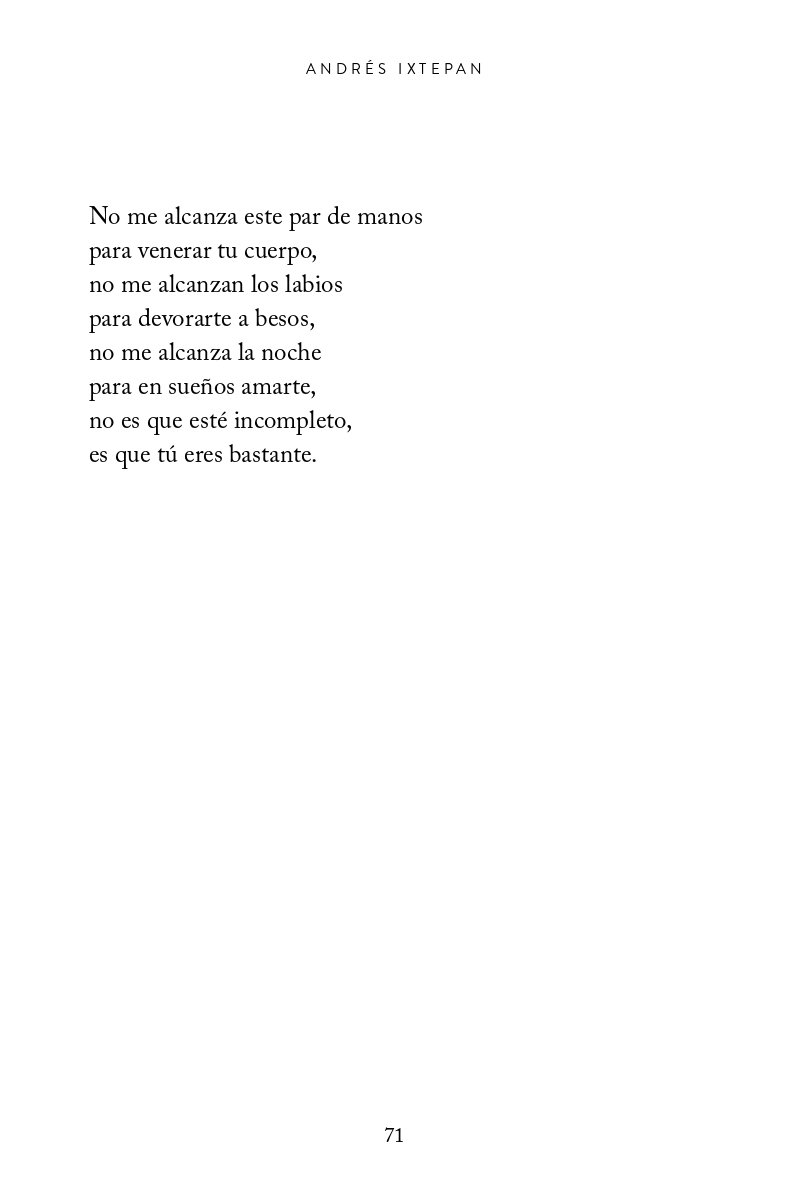 ANDRÉS IXTEPAN
No me alcanza este par de manos
para venerar tu cuerpo,
no me alcanzan los labios
para devorarte a besos,
no me alcanza la noche
para en sueños amarte,
no es que esté incompleto,
es que tú eres bastante.
71